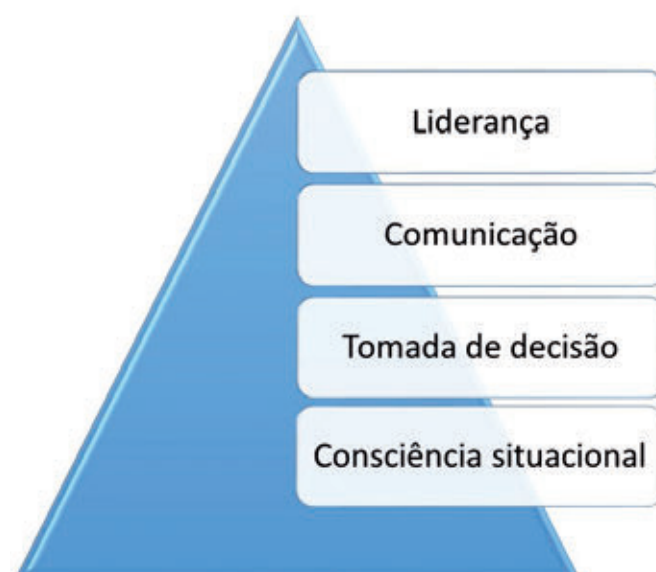 Liderança
Comunicação
Tomada de decisão
Consciência situacional